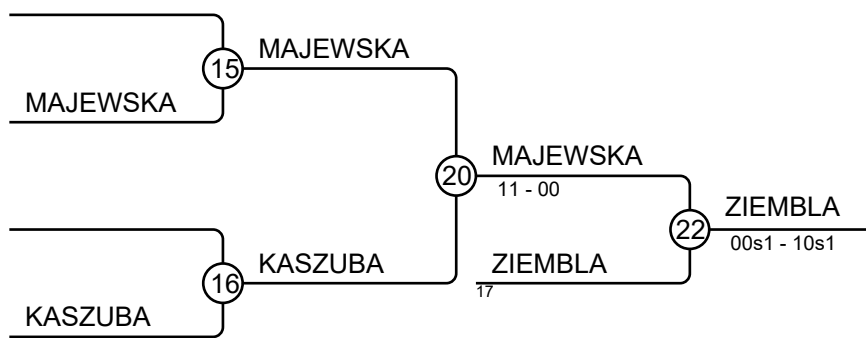 MAJEWSKA
15
MAJEWSKA
MAJEWSKA
20
11 - 00
ZIEMBLA
22
00s1 - 10s1
KASZUBA
16
ZIEMBLA
17
KASZUBA